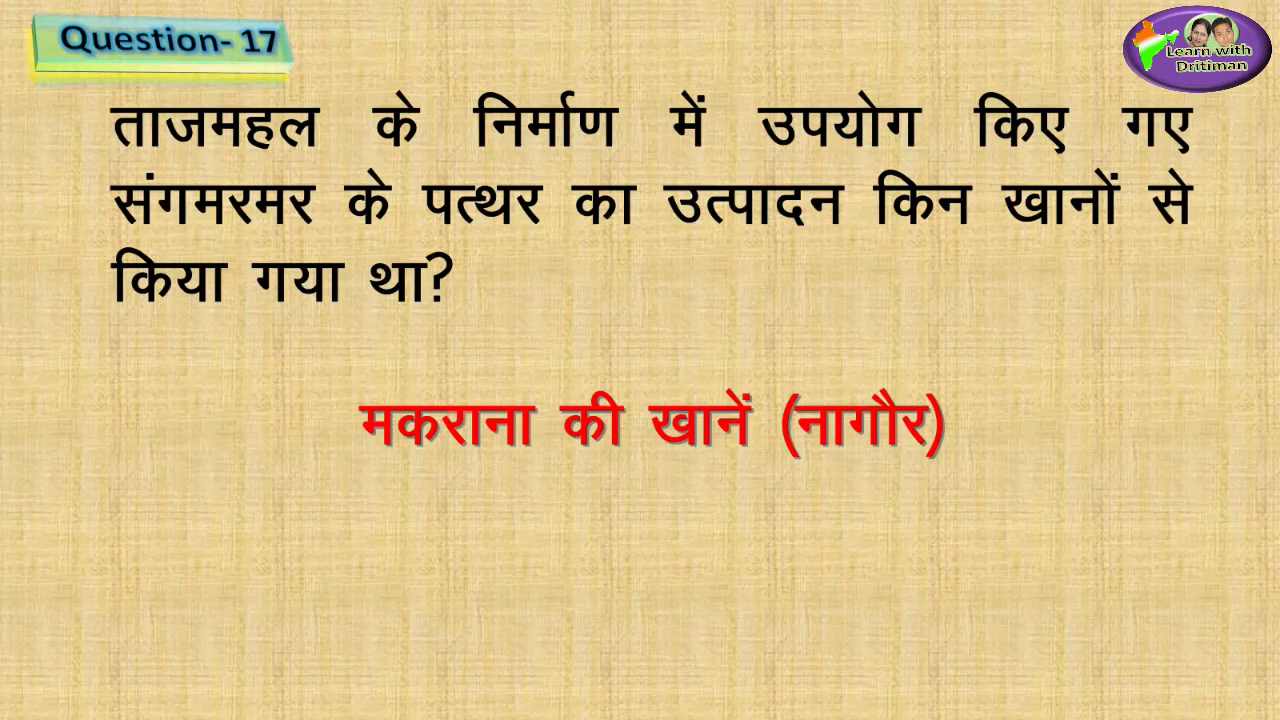 Question- 17
Learn with
Dritiman
ताजमहल के निर्माण में उपयोग किए गए
संगमरमर के पत्थर का उत्पादन किन खानों से
किया गया था?
मकराना की खानें (नागौर)